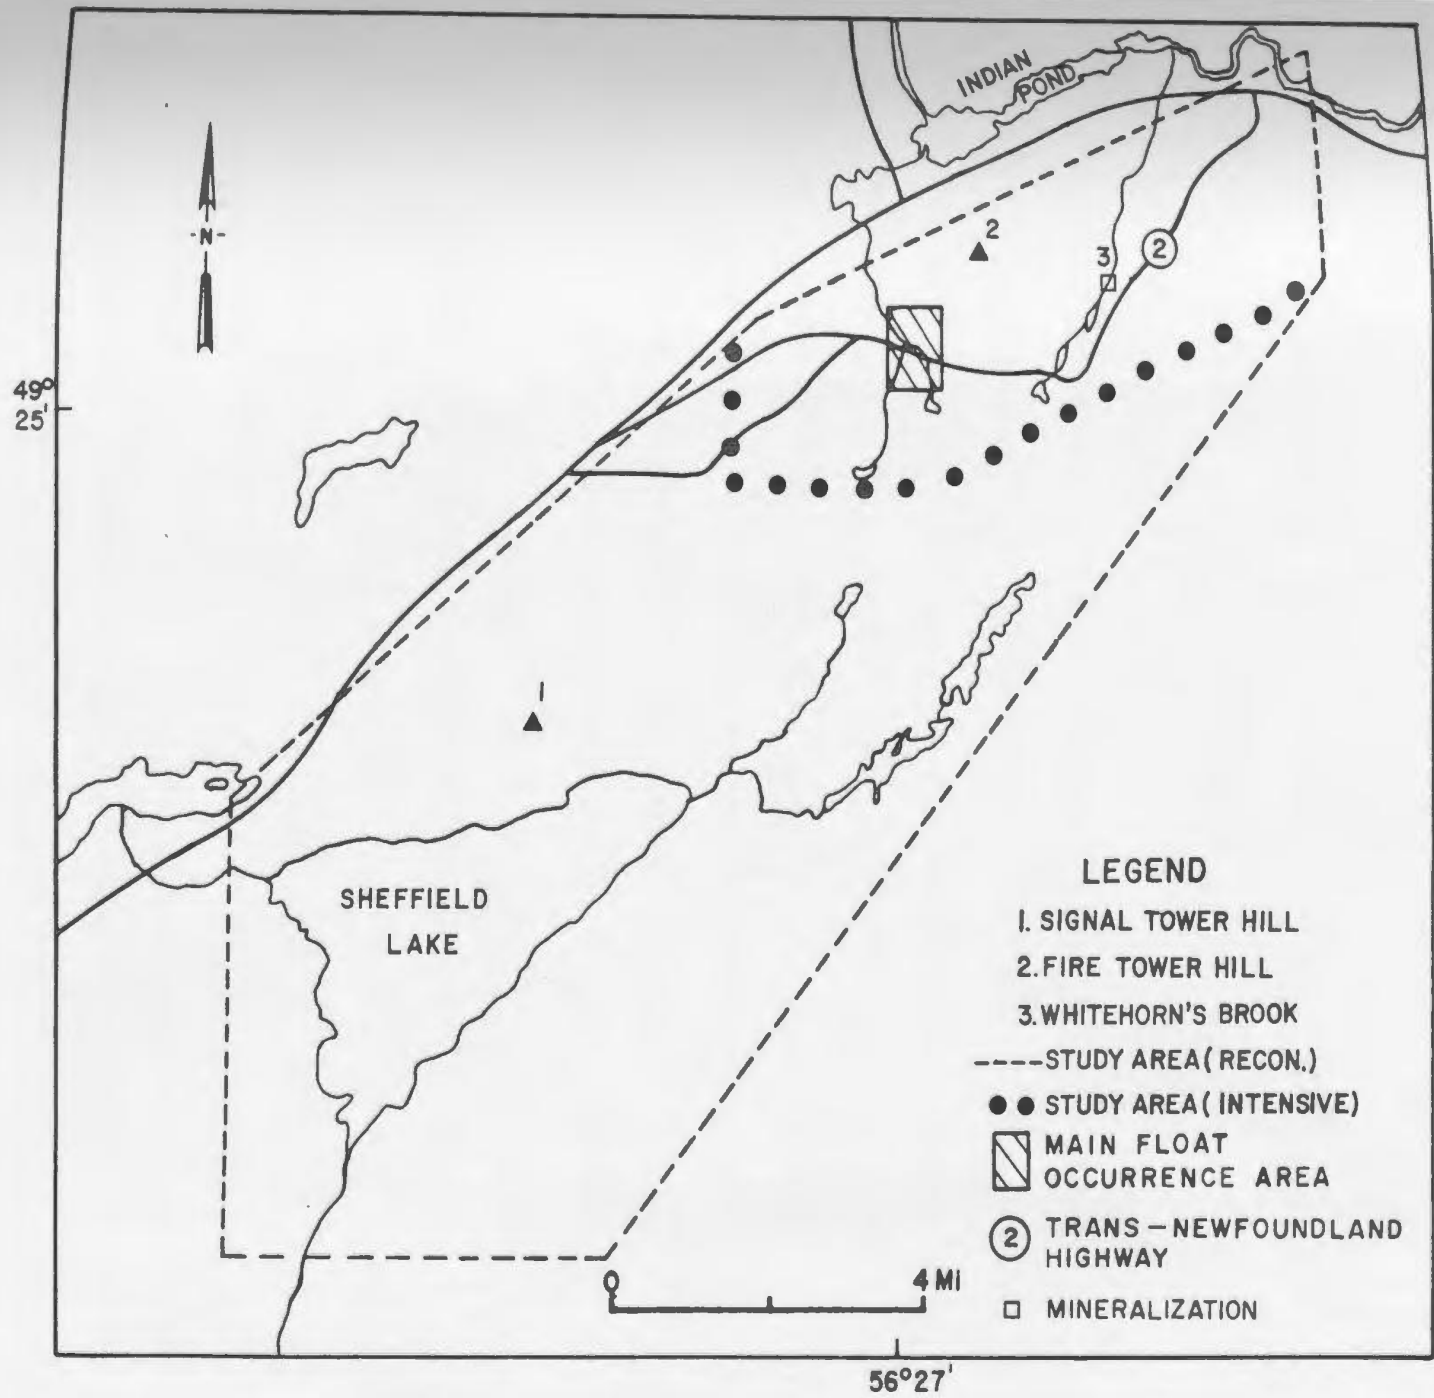 INDIAN
POND
2
N
3
2
49°
25'
1
SHEFFIELD
LAKE
LEGEND
1. SIGNAL TOWER HILL
2. FIRE TOWER HILL
3. WHITEHORN'S BROOK
STUDY AREA (RECON.)
STUDY AREA (INTENSIVE)
MAIN FLOAT
OCCURRENCE AREA
2 TRANS-NEWFOUNDLAND
HIGHWAY
MINERALIZATION
0 4 MI
56°27'